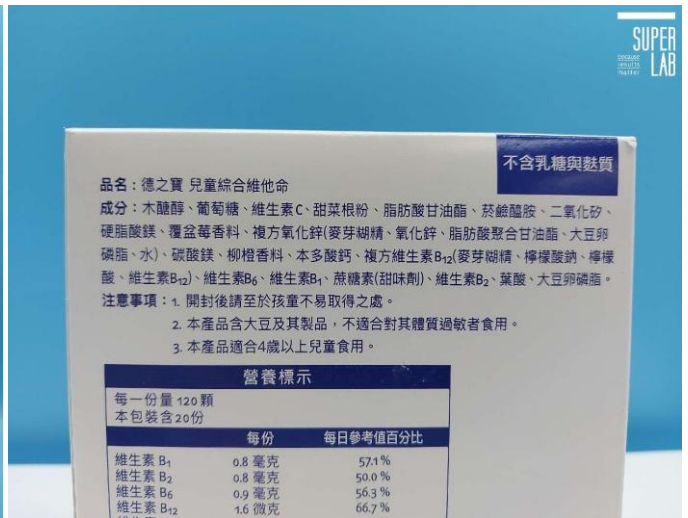 SUPER
LAB
because
results
matter
不含乳糖與麩質
品名：德之寶 兒童綜合維他命
成分：木醣醇、葡萄糖、維生素C、甜菜根粉、脂肪酸甘油酯、菸鹼醯胺、二氧化矽、
硬脂酸鎂、覆盆莓香料、複方氧化鋅(麥芽糊精、氧化鋅、脂肪酸聚合甘油酯、大豆卵
磷脂、水)、碳酸鎂、柳橙香料、本多酸鈣、複方維生素B₁₂(麥芽糊精、檸檬酸鈉、檸檬
酸、維生素B₁₂)、維生素B₆、維生素B₁、蔗糖素(甜味劑)、維生素B₂、葉酸、大豆卵磷脂。
注意事項：1. 開封後請至於孩童不易取得之處。
2. 本產品含大豆及其製品，不適合對其體質過敏者食用。
3. 本產品適合4歲以上兒童食用。
營養標示
每一份量 120 顆
本包裝含20份
每份 每日參考值百分比
維生素 B₁ 0.8 毫克 57.1 %
維生素 B₂ 0.8 毫克 50.0 %
維生素 B₆ 0.9 毫克 56.3 %
維生素 B₁₂ 1.6 微克 66.7 %